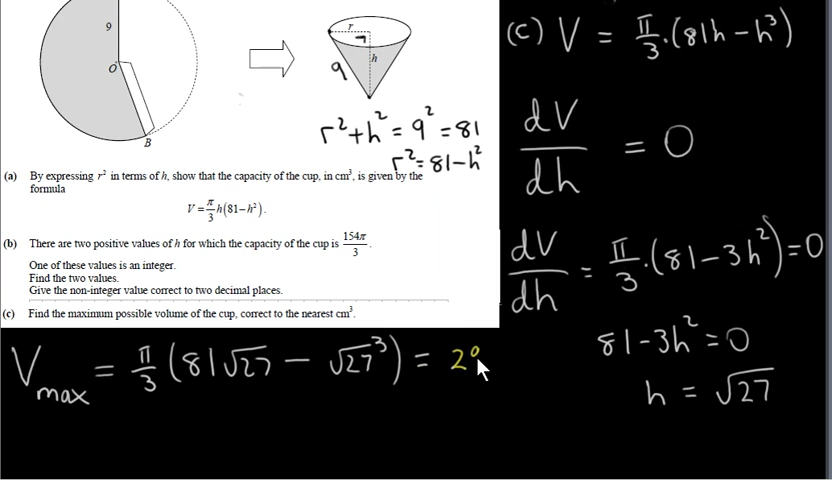 9
O
B
r
h
9
r² + h² = 9² = 81
r² = 81 - h²
(a) By expressing r² in terms of h, show that the capacity of the cup, in cm³, is given by the
formula
V = π/3 h(81 - h²).
(b) There are two positive values of h for which the capacity of the cup is 154π/3.
One of these values is an integer.
Find the two values.
Give the non-integer value correct to two decimal places.
(c) Find the maximum possible volume of the cup, correct to the nearest cm³.
(c) V = π/3 · (81h - h³)
dV/dh = 0
dV/dh = π/3 · (81 - 3h²) = 0
81 - 3h² = 0
h = √27
V max = π/3 (81√27 - √27³) =